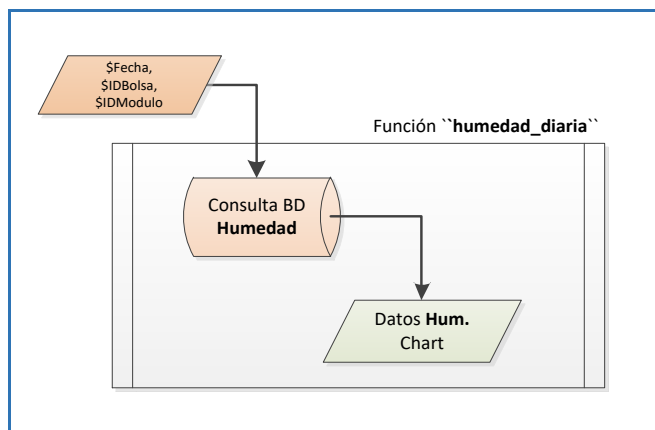 $Fecha,
$IDBolsa,
$IDModulo
Función ``humedad_diaria``
Consulta BD
Humedad
Datos Hum.
Chart